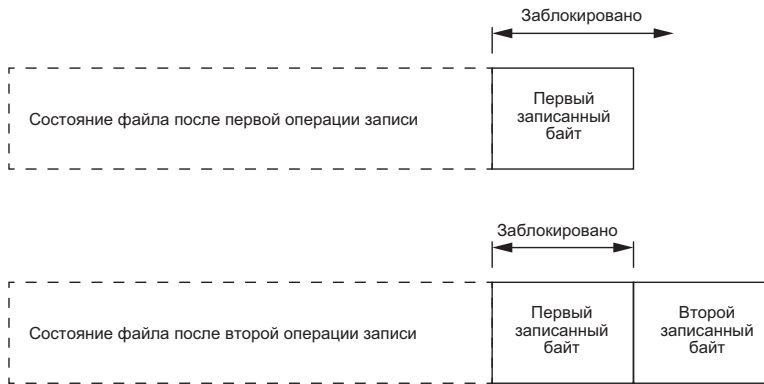 Заблокировано
Состояние файла после первой операции записи
Первый
записанный
байт
Заблокировано
Состояние файла после второй операции записи
Первый
записанный
байт
Второй
записанный
байт